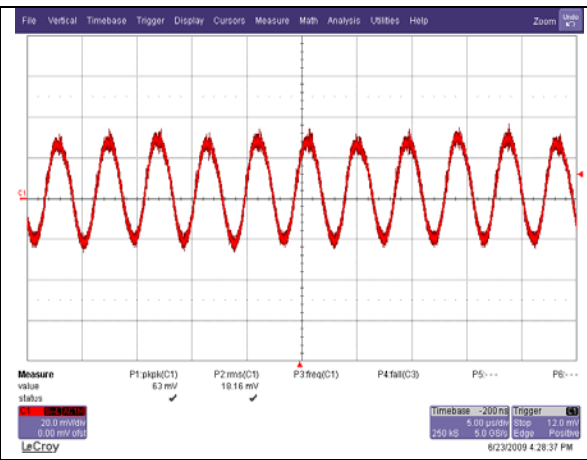 File Vertical Timebase Trigger Display Cursors Measure Math Analysis Utilities Help Zoom Undo
C1
Measure P1:pkpk(C1) P2:rms(C1) P3:freq(C1) P4:fall(C3) P5:- - - P6:- - -
value 63 mV 18.16 mV
status
C1 Timebase -200 ns Trigger C1
20.0 mV/div 5.00 µs/div Stop 12.0 mV
0.00 mV ofst 250 kS 5.0 GS/s Edge Positive
LeCroy 6/23/2009 4:28:37 PM